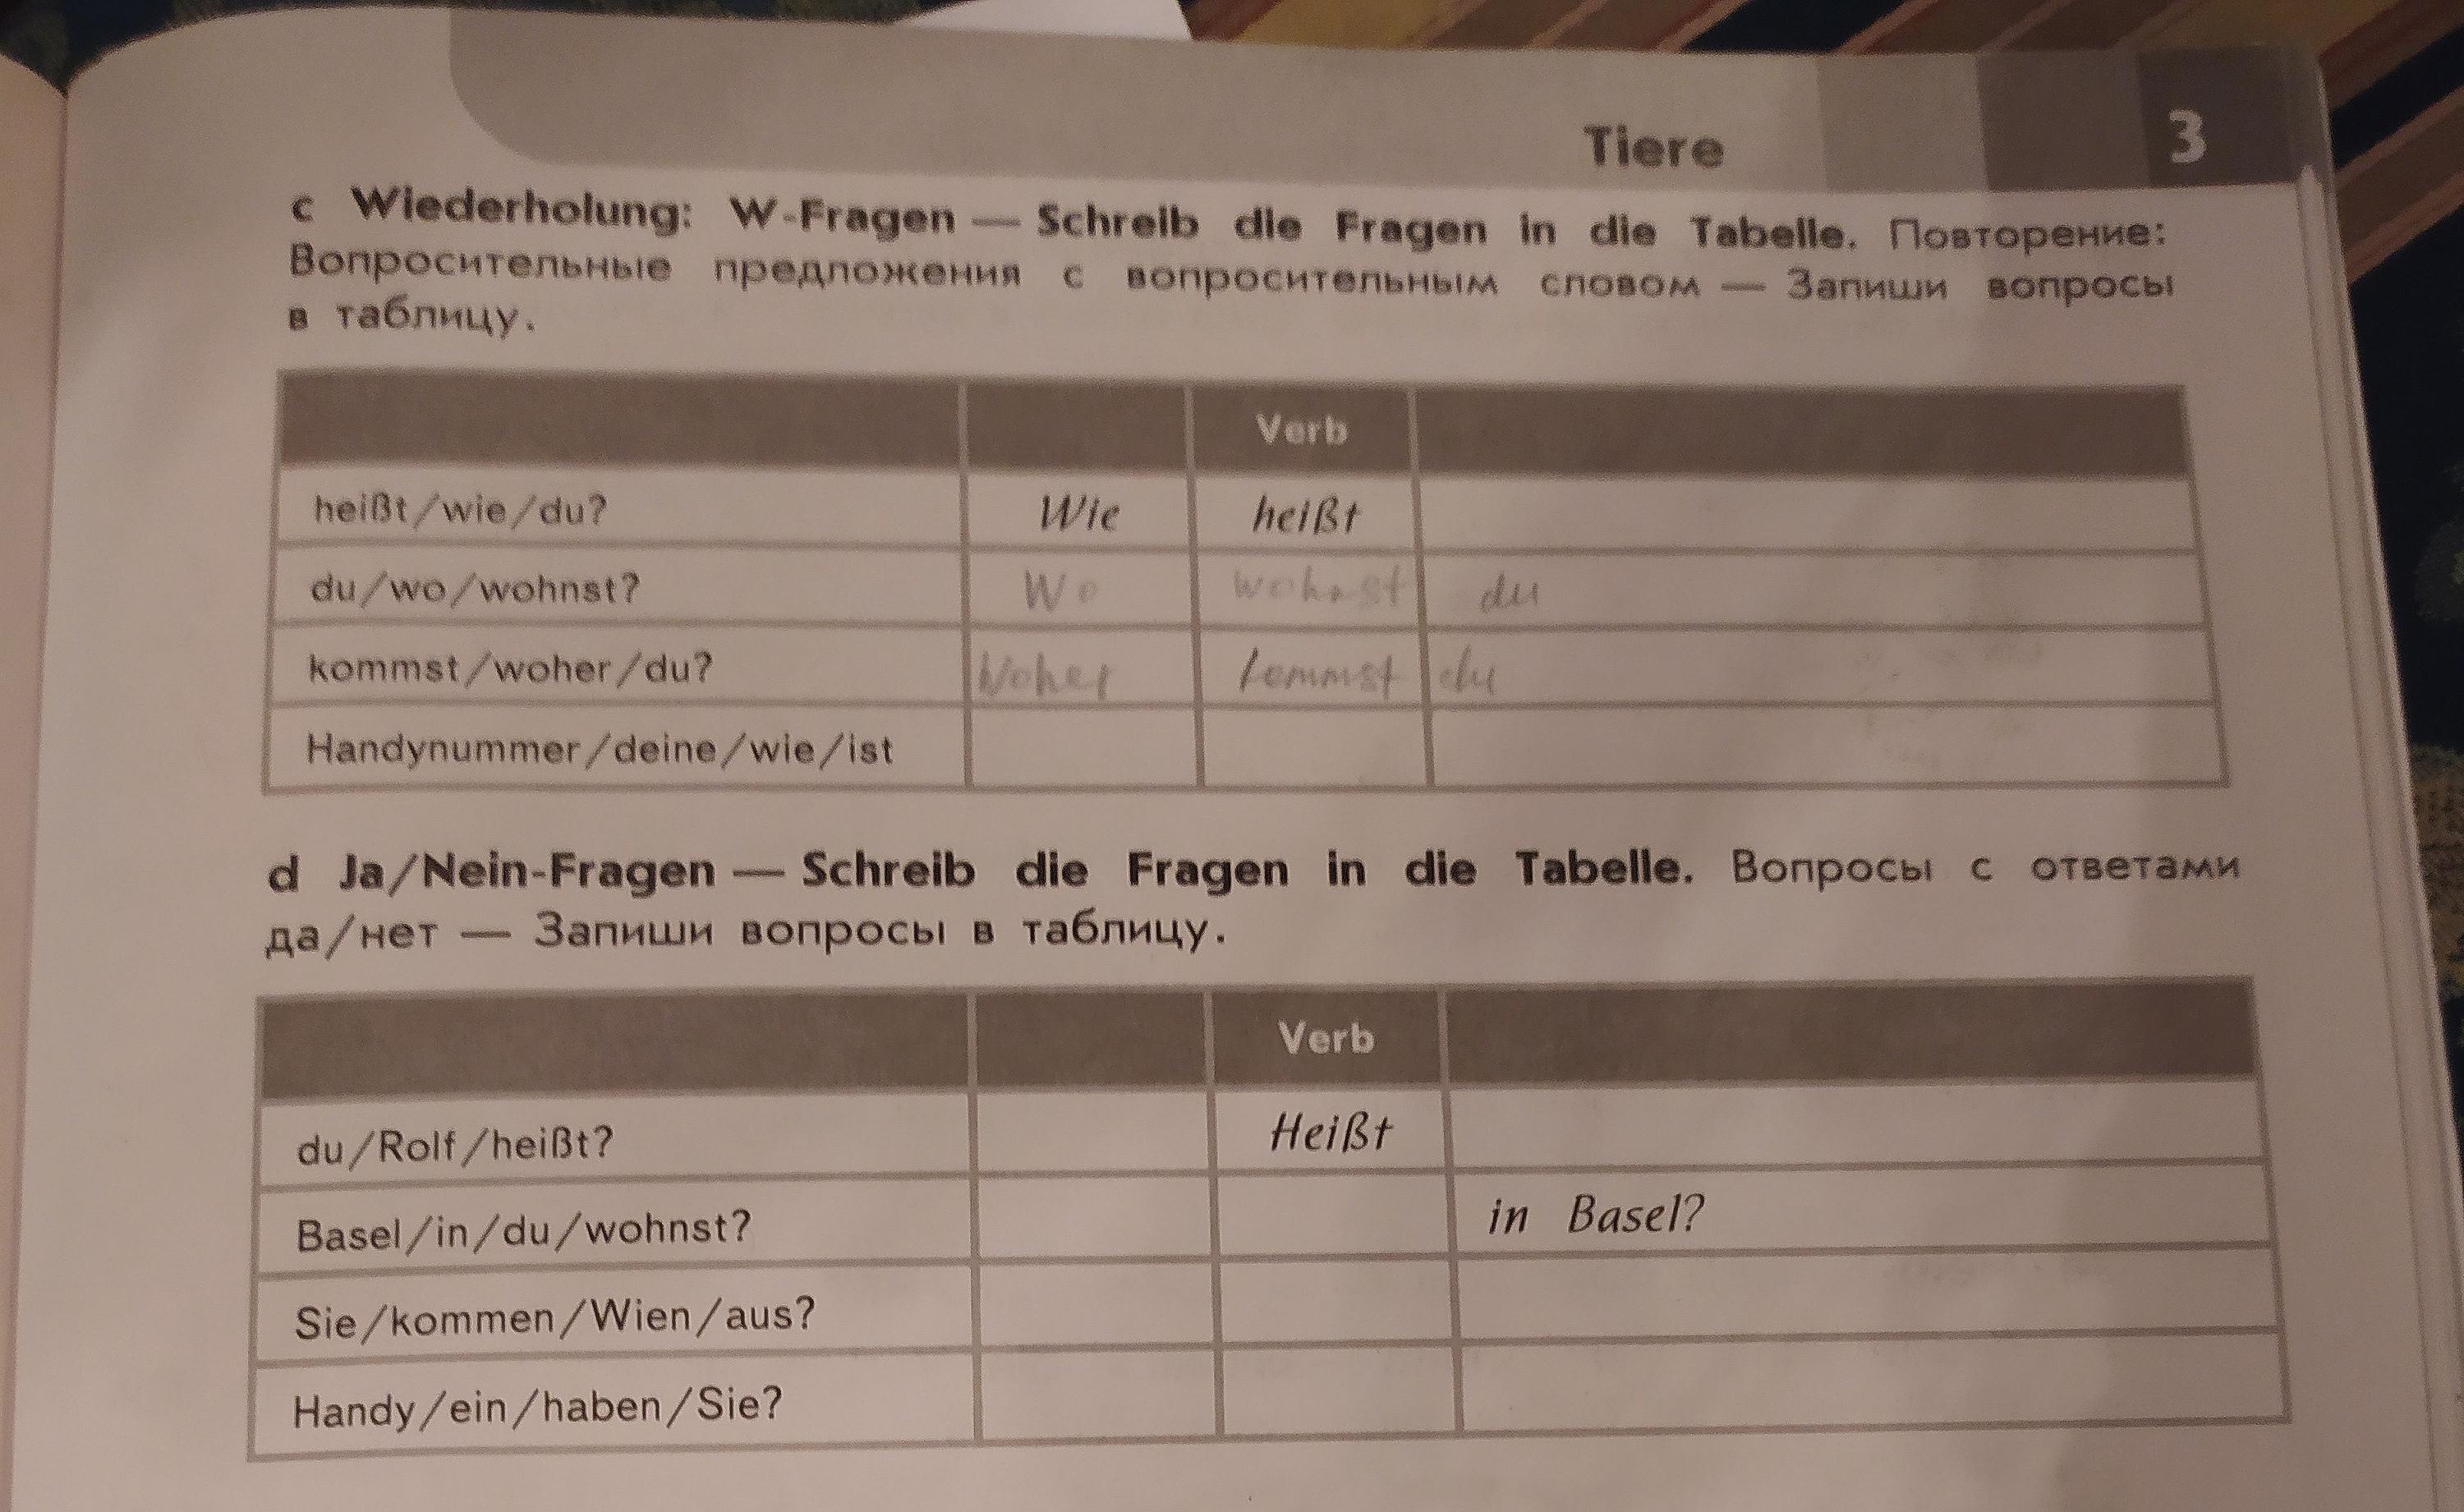 Tiere 3
c Wiederholung: W-Fragen — Schreib die Fragen in die Tabelle. Повторение:
Вопросительные предложения с вопросительным словом — Запиши вопросы
в таблицу.
Verb
heißt/wie/du? Wie heißt
du/wo/wohnst? Wo wohnst du
kommst/woher/du? Woher kommst du
Handynummer/deine/wie/ist
d Ja/Nein-Fragen — Schreib die Fragen in die Tabelle. Вопросы с ответами
да/нет — Запиши вопросы в таблицу.
Verb
du/Rolf/heißt? Heißt
Basel/in/du/wohnst? in Basel?
Sie/kommen/Wien/aus?
Handy/ein/haben/Sie?